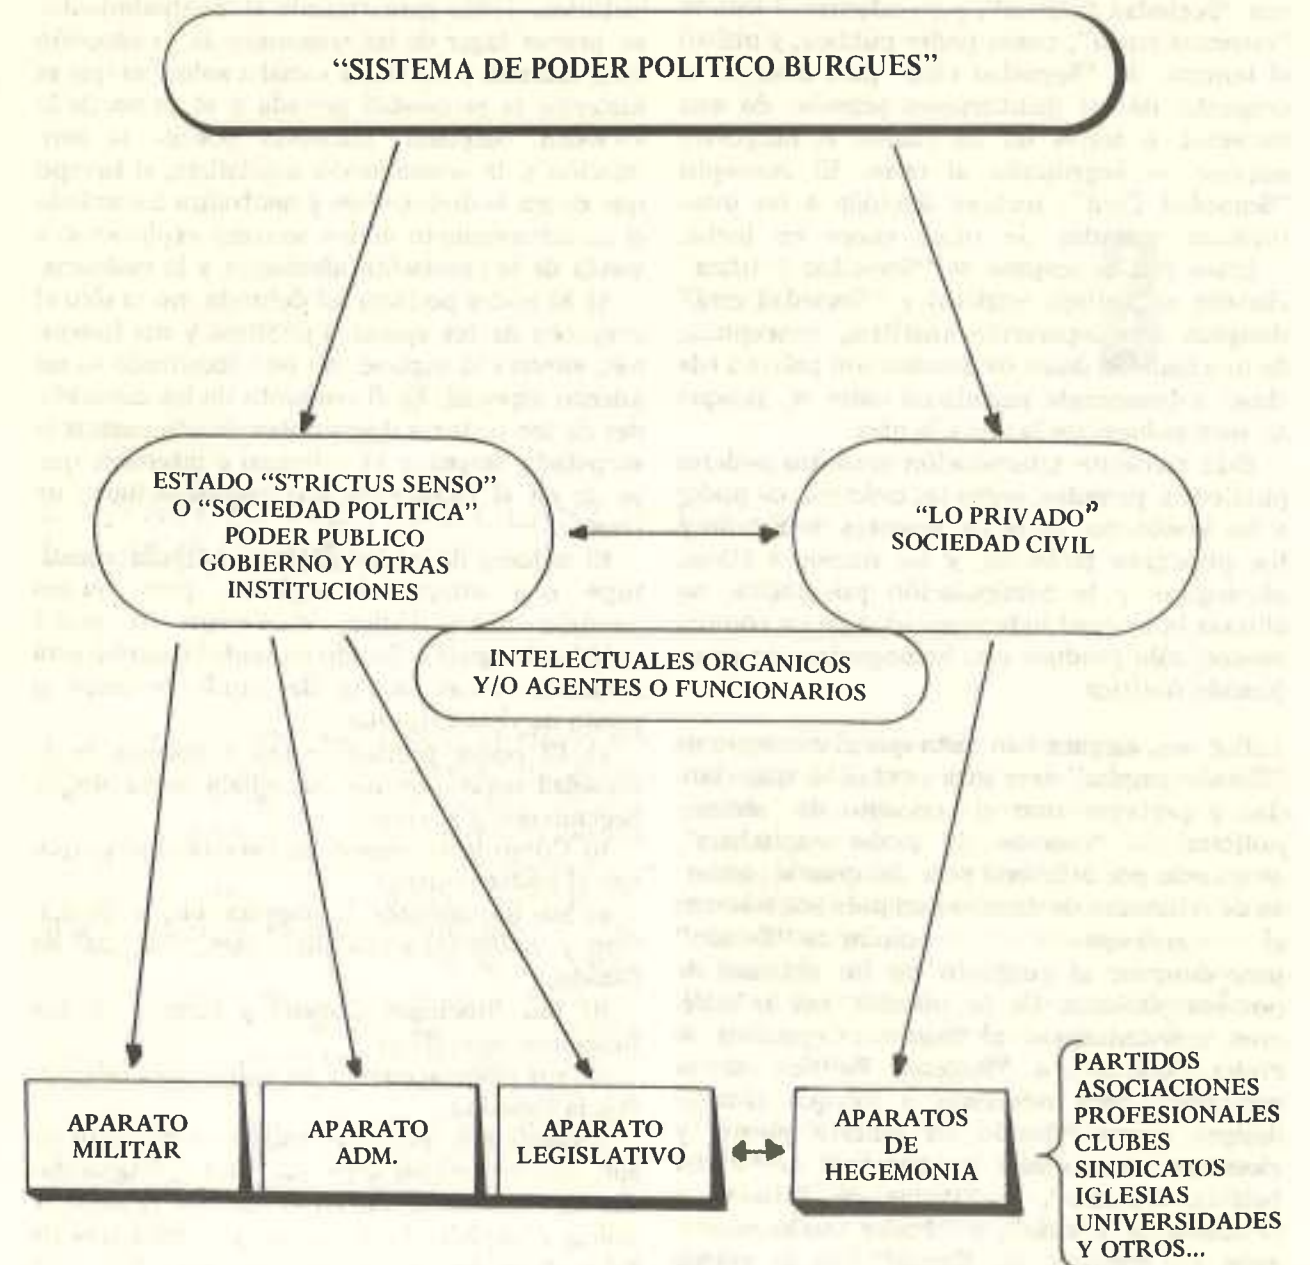 “SISTEMA DE PODER POLITICO BURGUES”
ESTADO “STRICTUS SENSO”
O “SOCIEDAD POLITICA”
PODER PUBLICO
GOBIERNO Y OTRAS
INSTITUCIONES
“LO PRIVADO”
SOCIEDAD CIVIL
INTELECTUALES ORGANICOS
Y/O AGENTES O FUNCIONARIOS
APARATO
MILITAR
APARATO
ADM.
APARATO
LEGISLATIVO
APARATOS
DE
HEGEMONIA
PARTIDOS
ASOCIACIONES
PROFESIONALES
CLUBES
SINDICATOS
IGLESIAS
UNIVERSIDADES
Y OTROS...